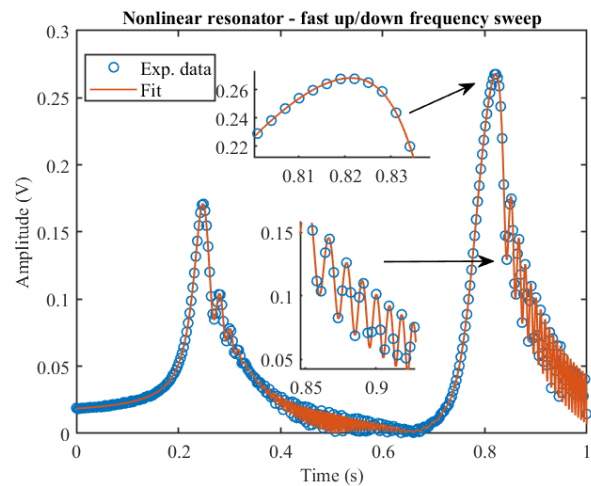 Nonlinear resonator - fast up/down frequency sweep
0.3
0.25
0.2
0.15
0.1
0.05
0
Amplitude (V)
Exp. data
Fit
0.26
0.24
0.22
0.81 0.82 0.83
0.15
0.1
0.05
0.85 0.9
0 0.2 0.4 0.6 0.8 1
Time (s)